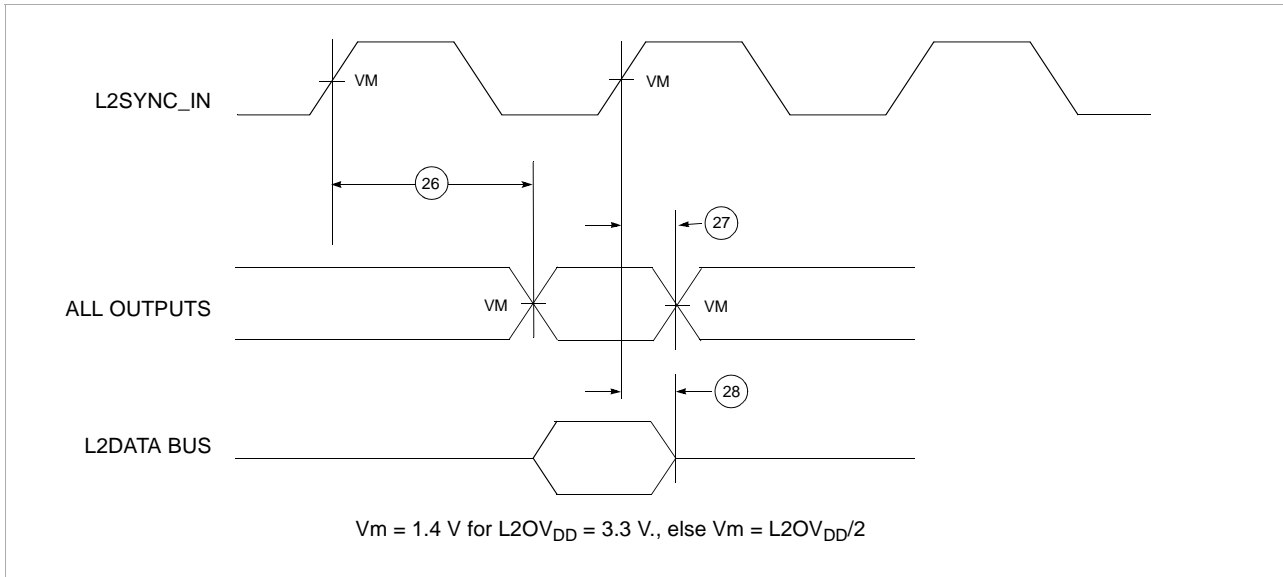 L2SYNC_IN
VM
VM
26
27
ALL OUTPUTS
VM
VM
28
L2DATA BUS
Vm = 1.4 V for L2OVDD = 3.3 V., else Vm = L2OVDD/2